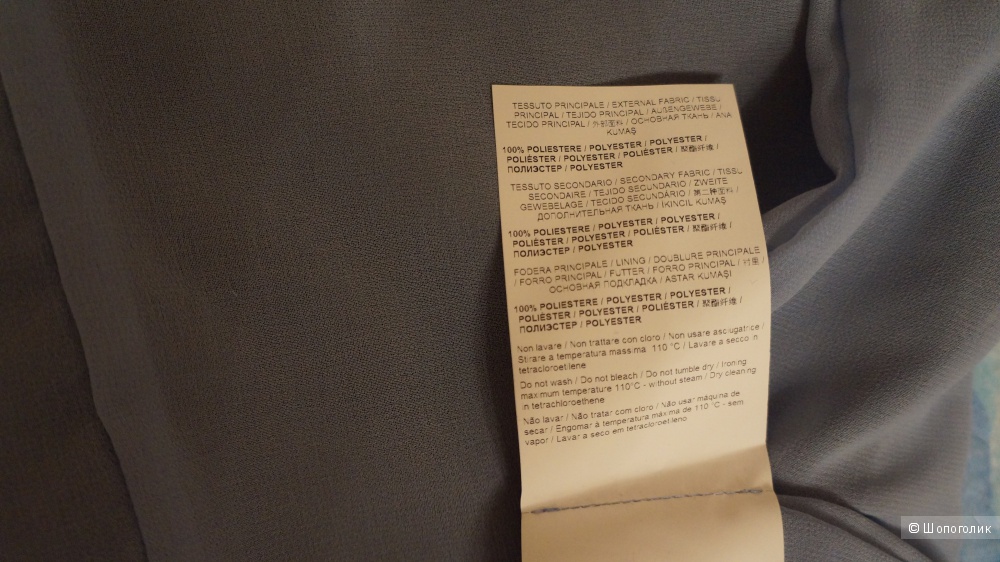 TESSUTO PRINCIPALE / EXTERNAL FABRIC / TISSU
PRINCIPAL / TEJIDO PRINCIPAL / AUßENGEWEBE /
TECIDO PRINCIPAL / 外部面料 / ОСНОВНАЯ ТКАНЬ / ANA
KUMAŞ
100% POLIESTERE / POLYESTER / POLYESTER /
POLIÉSTER / POLYESTER / POLIÉSTER / 聚酯纤维 /
ПОЛИЭСТЕР / POLYESTER
TESSUTO SECONDARIO / SECONDARY FABRIC / TISSU
SECONDAIRE / TEJIDO SECUNDARIO / ZWEITE
GEWEBELAGE / TECIDO SECUNDÁRIO / 第二种面料 /
ДОПОЛНИТЕЛЬНАЯ ТКАНЬ / İKİNCİL KUMAŞ
100% POLIESTERE / POLYESTER / POLYESTER /
POLIÉSTER / POLYESTER / POLIÉSTER / 聚酯纤维 /
ПОЛИЭСТЕР / POLYESTER
FODERA PRINCIPALE / LINING / DOUBLURE PRINCIPALE
/ FORRO PRINCIPAL / FUTTER / FORRO PRINCIPAL / 衬里 /
ОСНОВНАЯ ПОДКЛАДКА / ASTAR KUMAŞI
100% POLIESTERE / POLYESTER / POLYESTER /
POLIÉSTER / POLYESTER / POLIÉSTER / 聚酯纤维 /
ПОЛИЭСТЕР / POLYESTER
Non lavare / Non trattare con cloro / Non usare asciugatrice /
Stirare a temperatura massima 110 °C / Lavare a secco in
tetracloroetilene
Do not wash / Do not bleach / Do not tumble dry / Ironing
maximum temperature 110°C - without steam / Dry cleaning
in tetrachloroethene
Não lavar / Não tratar com cloro / Não usar máquina de
secar / Engomar à temperatura máxima de 110 °C - sem
vapor / Lavar a seco em tetracloroetileno
© Шопоголик